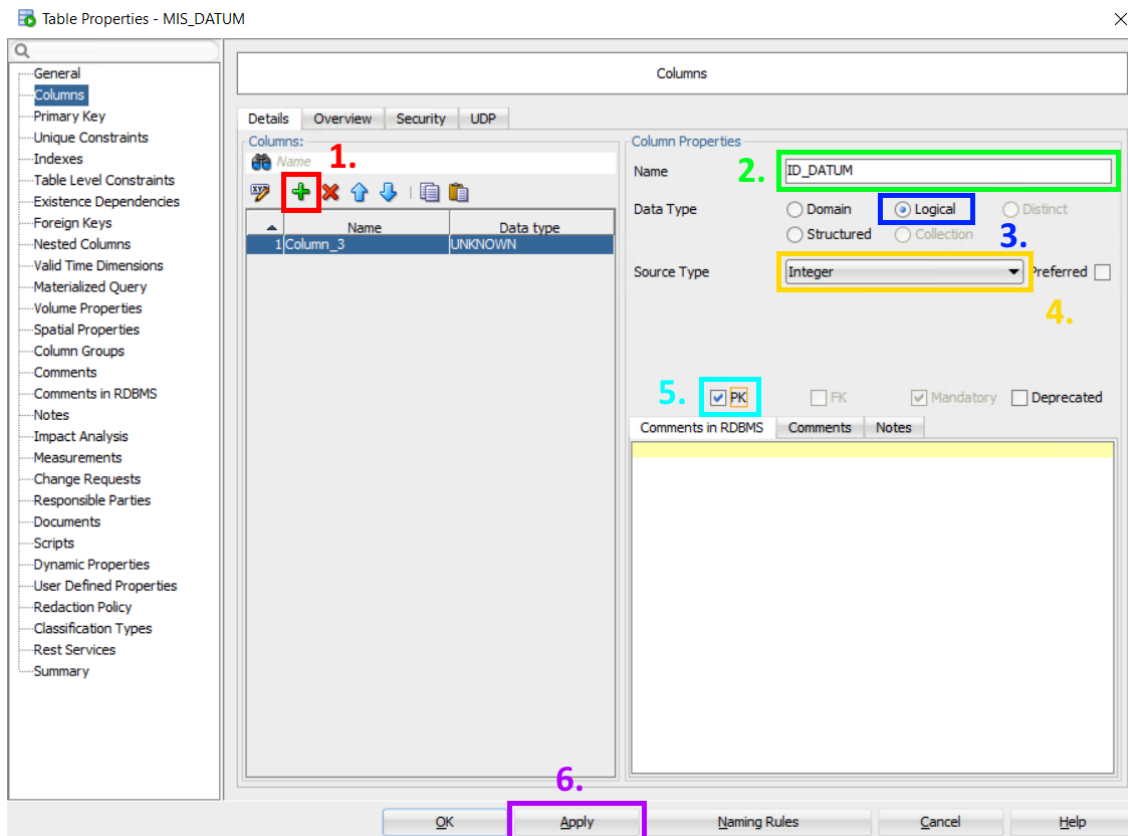 Table Properties - MIS_DATUM
General
Columns
Primary Key
Unique Constraints
Indexes
Table Level Constraints
Existence Dependencies
Foreign Keys
Nested Columns
Valid Time Dimensions
Materialized Query
Volume Properties
Spatial Properties
Column Groups
Comments
Comments in RDBMS
Notes
Impact Analysis
Measurements
Change Requests
Responsible Parties
Documents
Scripts
Dynamic Properties
User Defined Properties
Redaction Policy
Classification Types
Rest Services
Summary
Columns
Details Overview Security UDP
Columns:
Name 1.
Name Data type
1 Column_3 UNKNOWN
Column Properties
Name 2. ID_DATUM
Data Type Domain Logical Distinct
Structured Collection 3.
Source Type Integer Preferred
4.
5. PK FK Mandatory Deprecated
Comments in RDBMS Comments Notes
6.
OK Apply Naming Rules Cancel Help